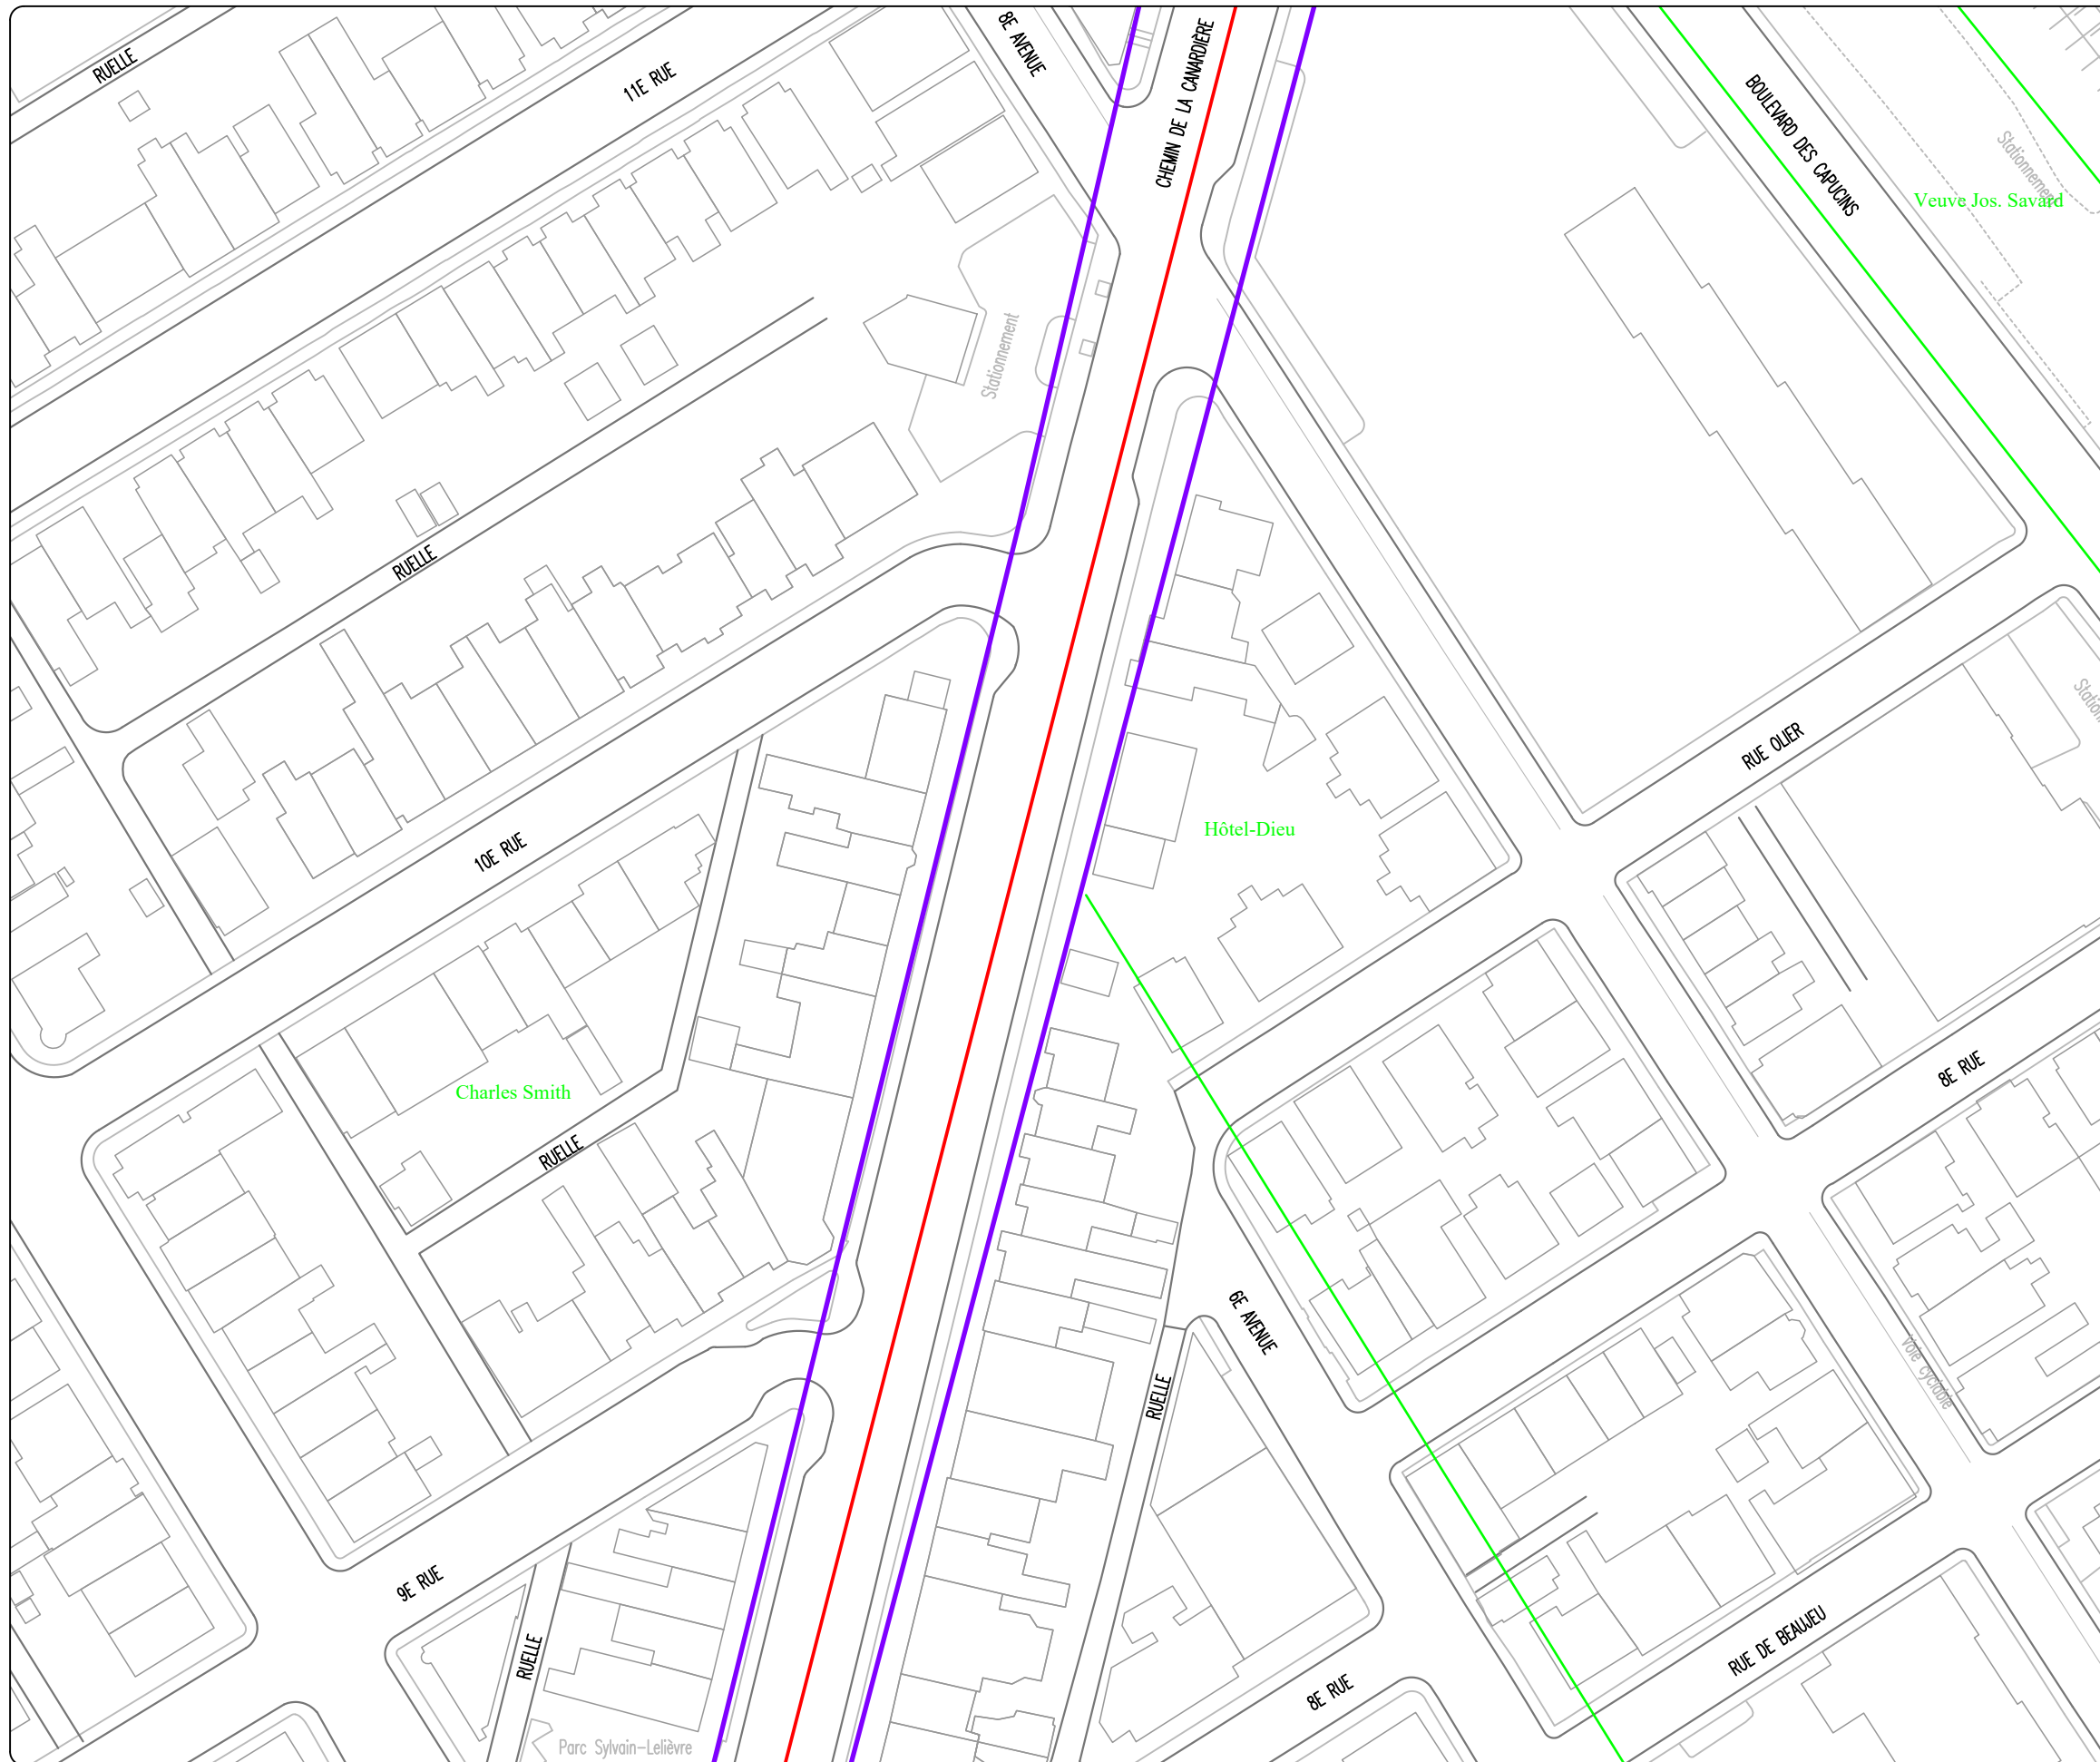 RUELLE
11E RUE
8E AVENUE
CHEMIN DE LA CANARDIÈRE
BOULEVARD DES CAPUCINS
Stationnement
Veuve Jos. Savard
Stationnement
RUELLE
RUE OLIER
10E RUE
Hôtel-Dieu
8E RUE
Charles Smith
RUELLE
6E AVENUE
Voie cyclable
RUELLE
9E RUE
RUELLE
RUE DE BEAUJEU
8E RUE
Parc Sylvain-Lelièvre